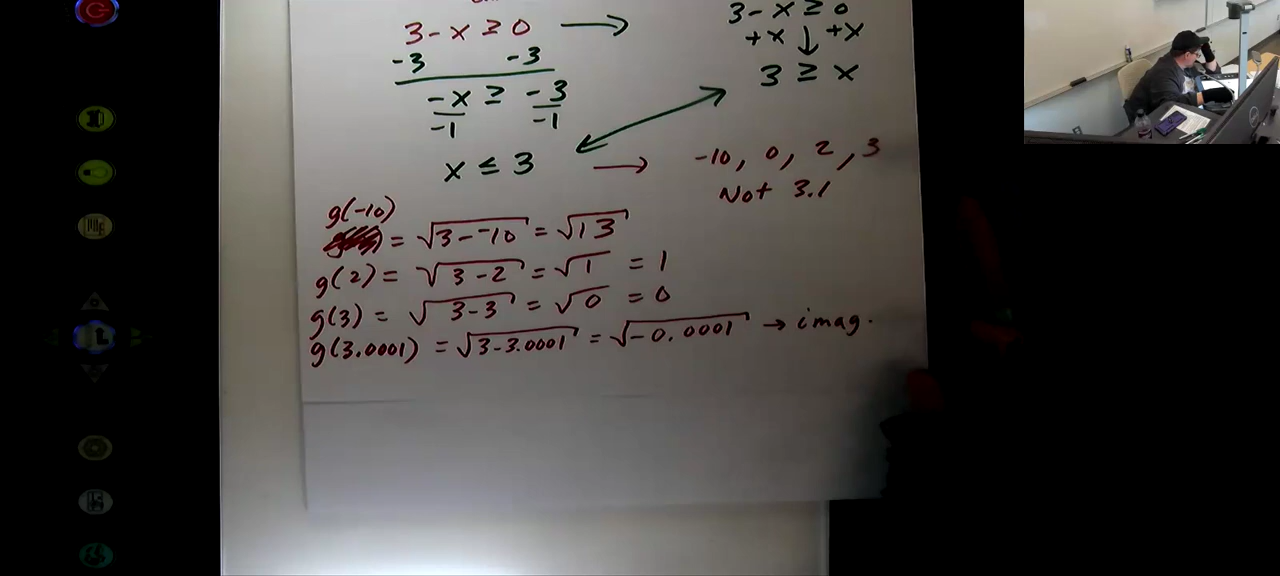 3 - x ≥ 0 →
-3 -3
-x ≥ -3
-1 -1
x ≤ 3 →
3 - x ≥ 0
+x ↓ +x
3 ≥ x
-10, 0, 2, 3
Not 3.1
g(-10)
= √3--10 = √13
g(2) = √3-2 = √1 = 1
g(3) = √3-3 = √0 = 0
g(3.0001) = √3-3.0001 = √-0.0001 → imag.